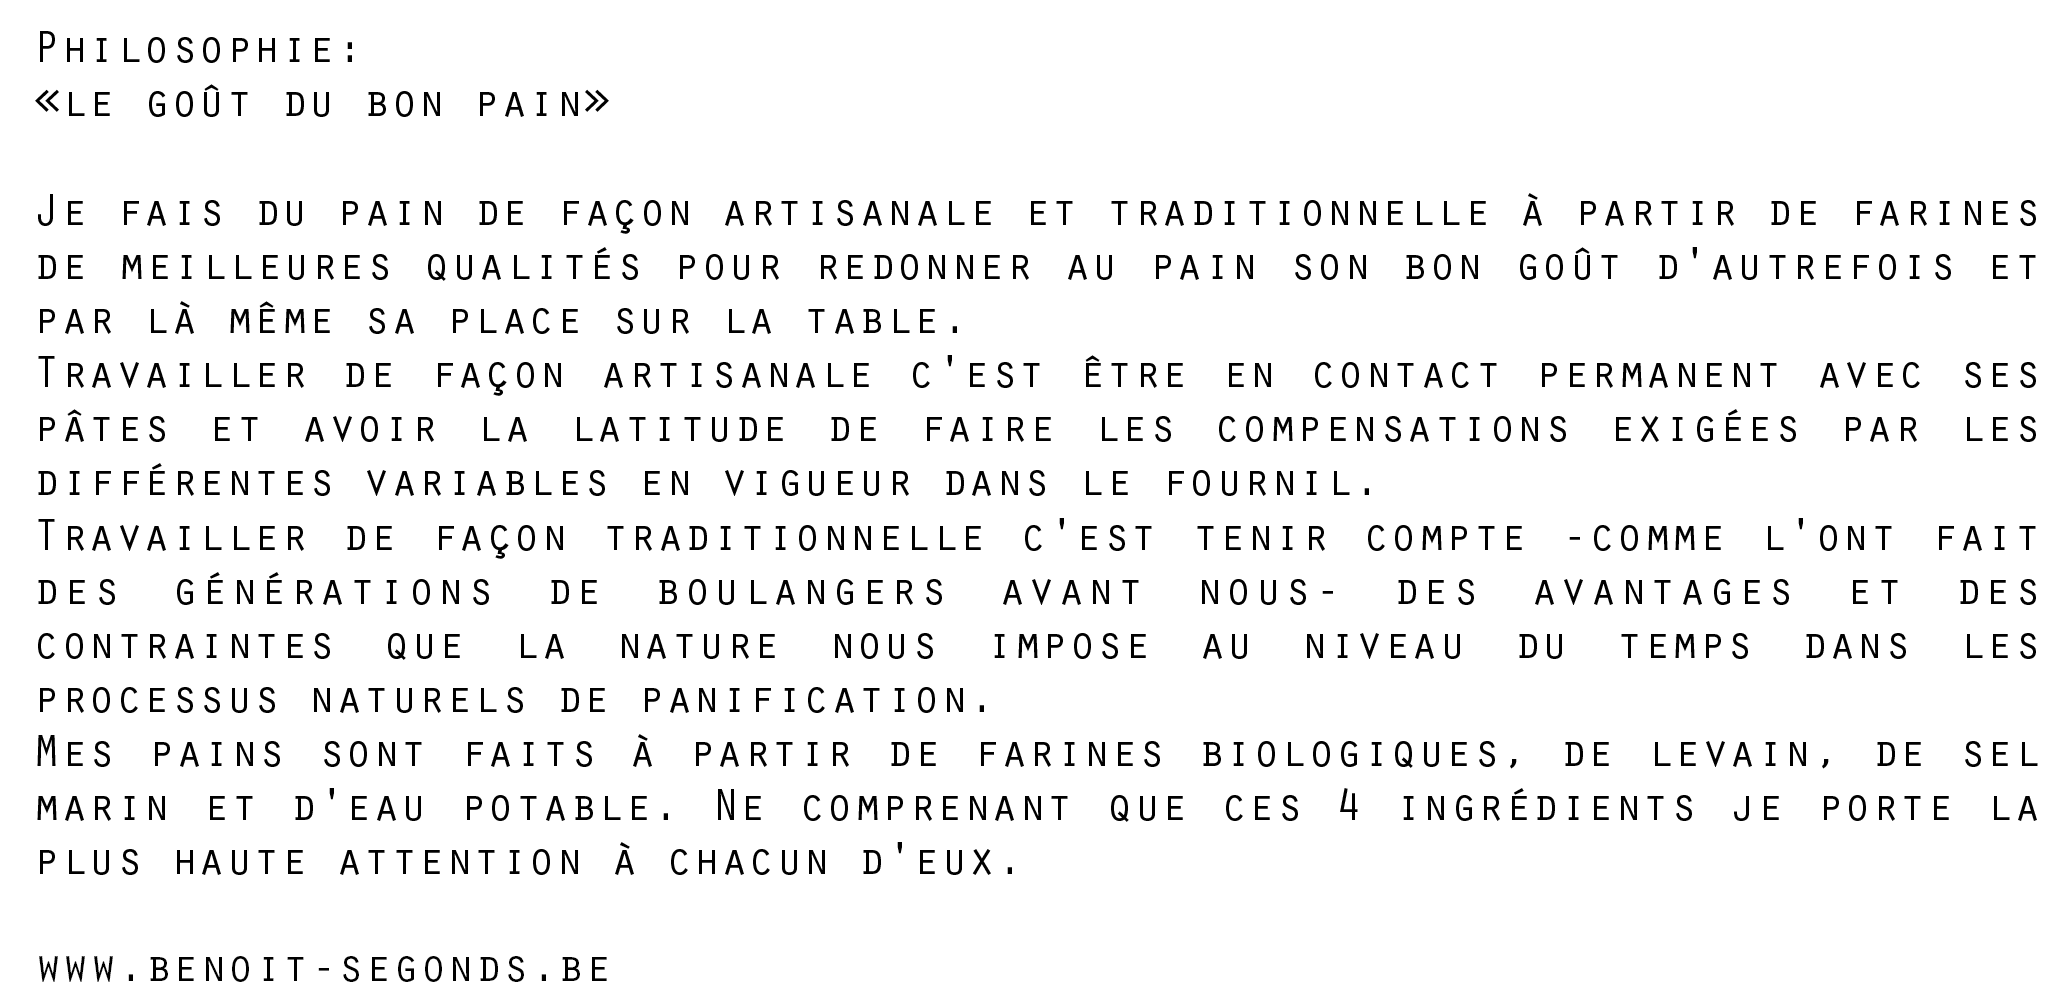 Philosophie:
«le goût du bon pain»
Je fais du pain de façon artisanale et traditionnelle à partir de farines
de meilleures qualités pour redonner au pain son bon goût d'autrefois et
par là même sa place sur la table.
Travailler de façon artisanale c'est être en contact permanent avec ses
pâtes et avoir la latitude de faire les compensations exigées par les
différentes variables en vigueur dans le fournil.
Travailler de façon traditionnelle c'est tenir compte -comme l'ont fait
des générations de boulangers avant nous- des avantages et des
contraintes que la nature nous impose au niveau du temps dans les
processus naturels de panification.
Mes pains sont faits à partir de farines biologiques, de levain, de sel
marin et d'eau potable. Ne comprenant que ces 4 ingrédients je porte la
plus haute attention à chacun d'eux.
www.benoit-segonds.be